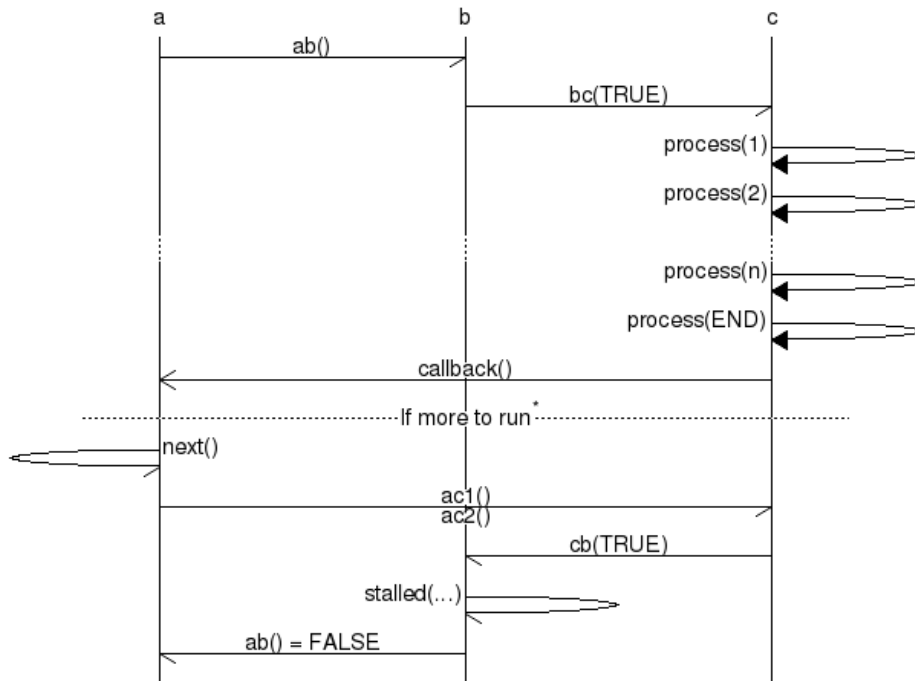 a b c
ab()
bc(TRUE)
process(1)
process(2)
process(n)
process(END)
callback()
If more to run*
next()
ac1()
ac2()
cb(TRUE)
stalled(...)
ab() = FALSE